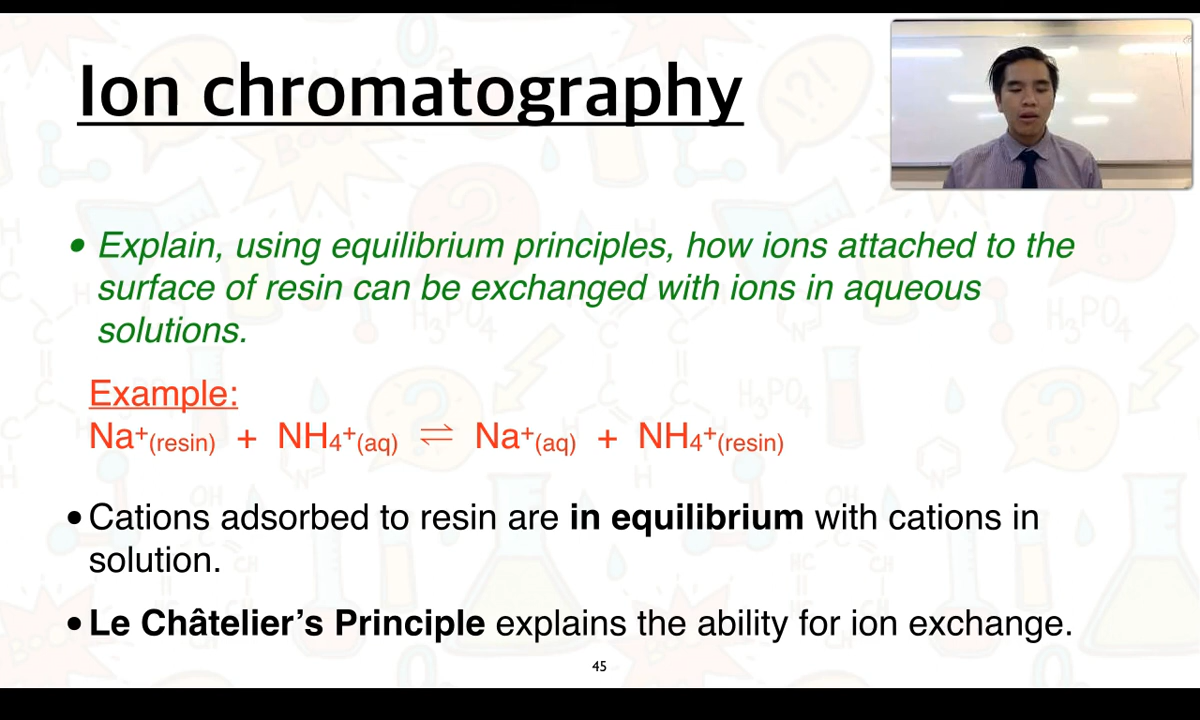 Ion chromatography
• Explain, using equilibrium principles, how ions attached to the
surface of resin can be exchanged with ions in aqueous
solutions.
Example:
Na⁺(resin) + NH₄⁺(aq) ⇌ Na⁺(aq) + NH₄⁺(resin)
• Cations adsorbed to resin are in equilibrium with cations in
solution.
• Le Châtelier’s Principle explains the ability for ion exchange.
45